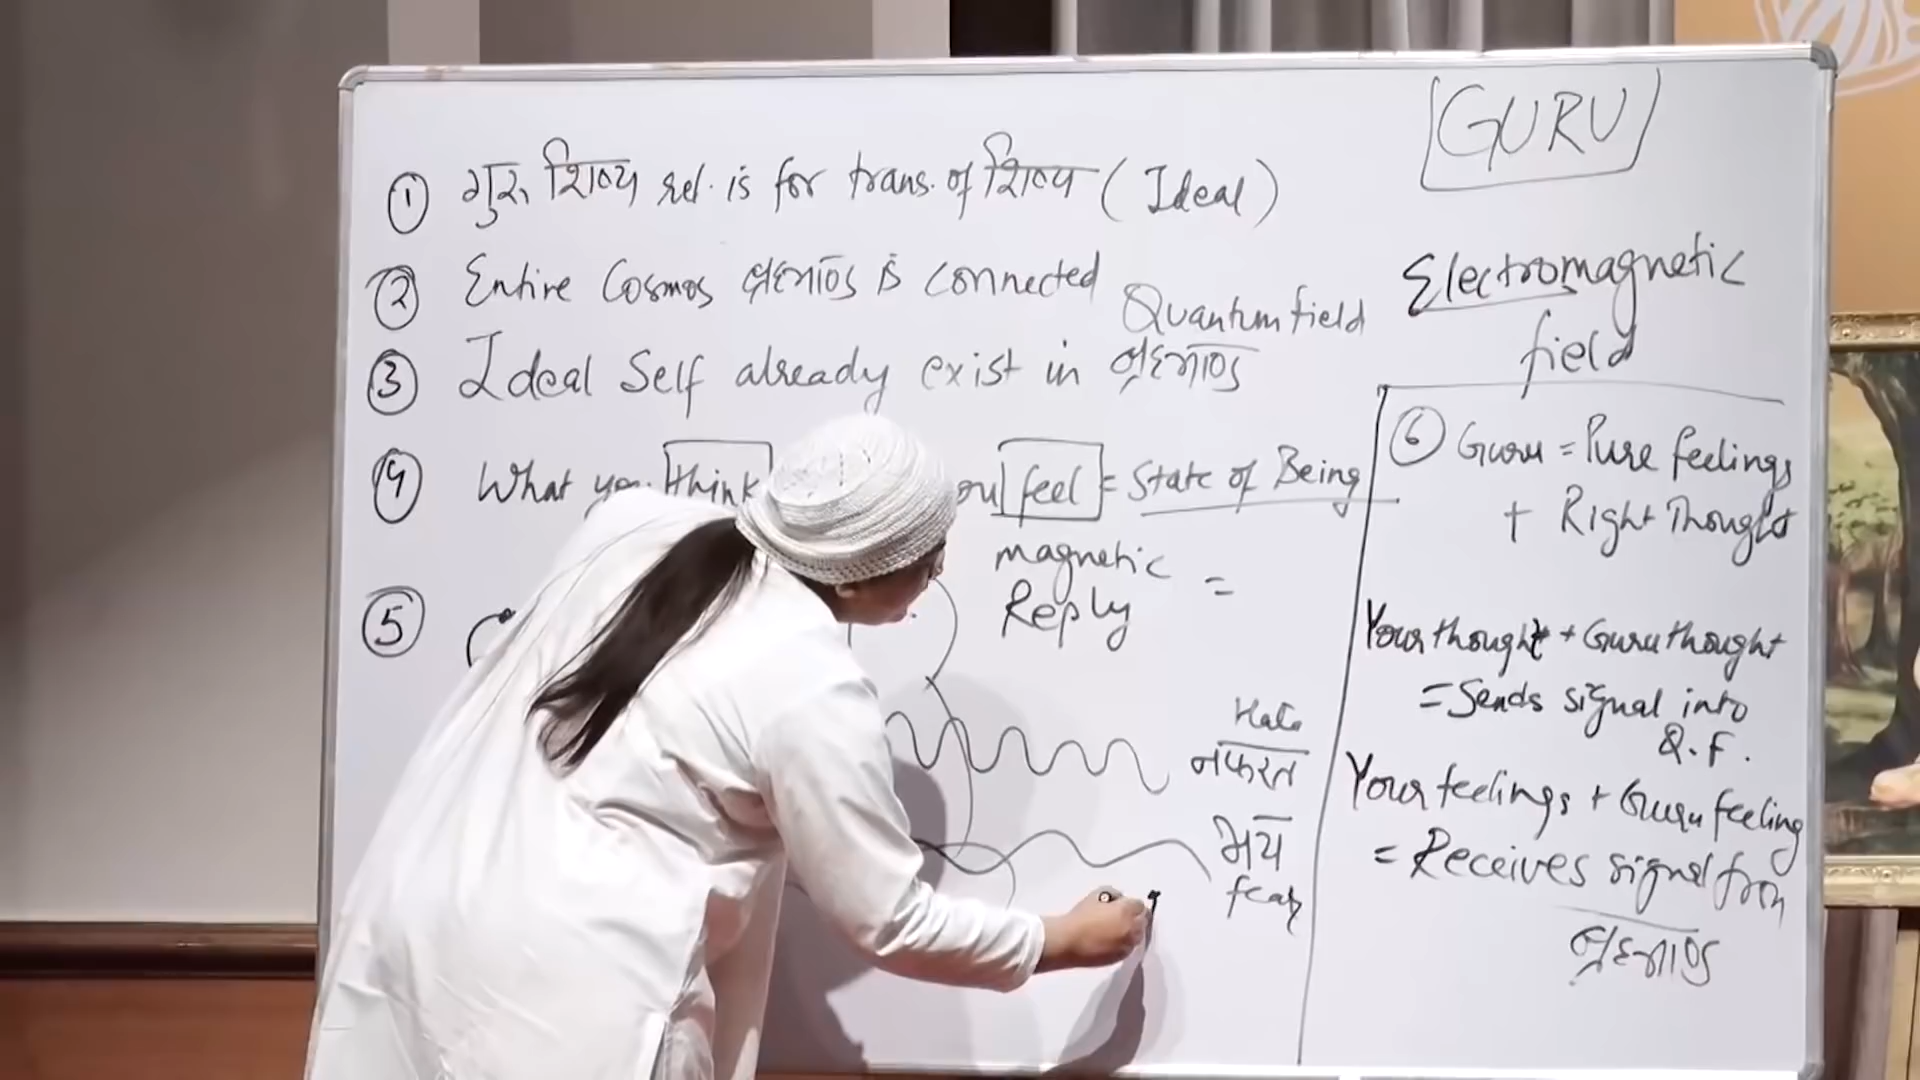 GURU
① गुरु शिष्य rel. is for trans. of शिष्य (Ideal)
② Entire Cosmos ब्रह्मांड is connected
Quantum field
③ Ideal Self already exist in ब्रह्मांड
④ What you think you feel = State of Being
magnetic =
Reply
⑤
Hate
नफरत
भय
fear
Electromagnetic
field
⑥ Guru = Pure feelings
+ Right Thought
Your thought + Guru thought
= Sends signal into
Q.F.
Your feelings + Guru feeling
= Receives signal from
ब्रह्मांड